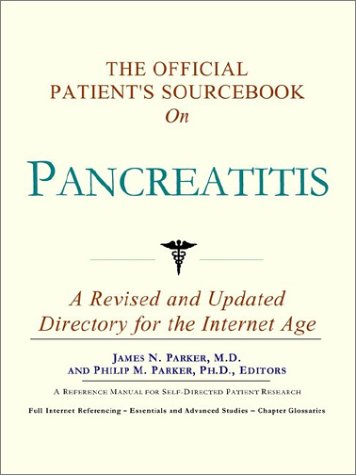 THE OFFICIAL
PATIENT'S SOURCEBOOK
On
PANCREATITIS
A Revised and Updated
Directory for the Internet Age
JAMES N. PARKER, M.D.
AND PHILIP M. PARKER, PH.D., EDITORS
A REFERENCE MANUAL FOR SELF-DIRECTED PATIENT RESEARCH
Full Internet Referencing – Essentials and Advanced Studies – Chapter Glossaries